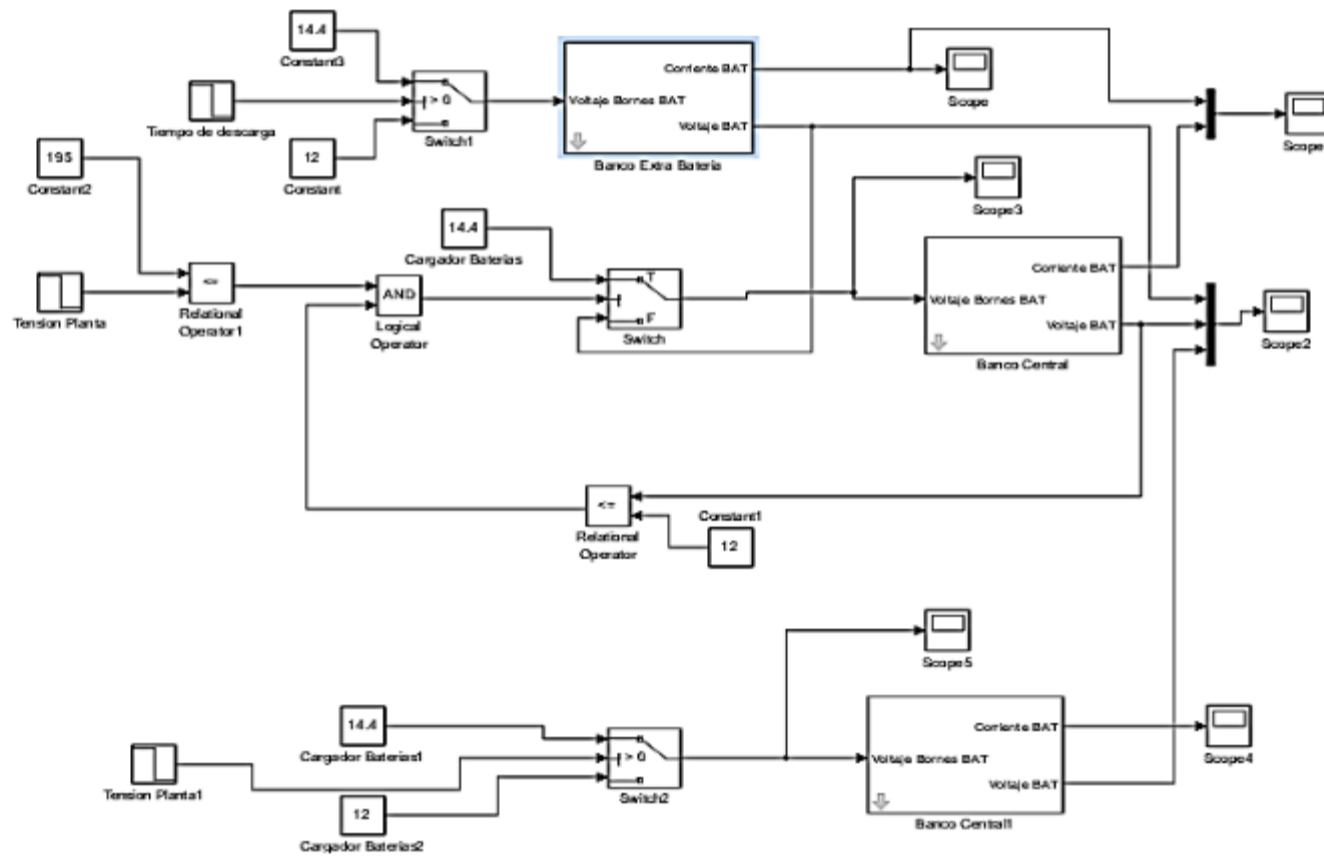 14.4
Constant3
Tiempo de descarga
> 0
Switch1
12
Constant
Corriente BAT
Voltaje Bornes BAT
Voltaje BAT
Banco Extra Bateria
Scope
Scope
195
Constant2
Tension Planta
<=
Relational
Operator1
14.4
Cargador Baterias
AND
Logical
Operator
T
F
Switch
Scope3
Corriente BAT
Voltaje Bornes BAT
Voltaje BAT
Banco Central
Scope2
<=
Relational
Operator
Constant1
12
Scope5
14.4
Cargador Baterias1
Tension Planta1
12
Cargador Baterias2
> 0
Switch2
Corriente BAT
Voltaje Bornes BAT
Voltaje BAT
Banco Central1
Scope4